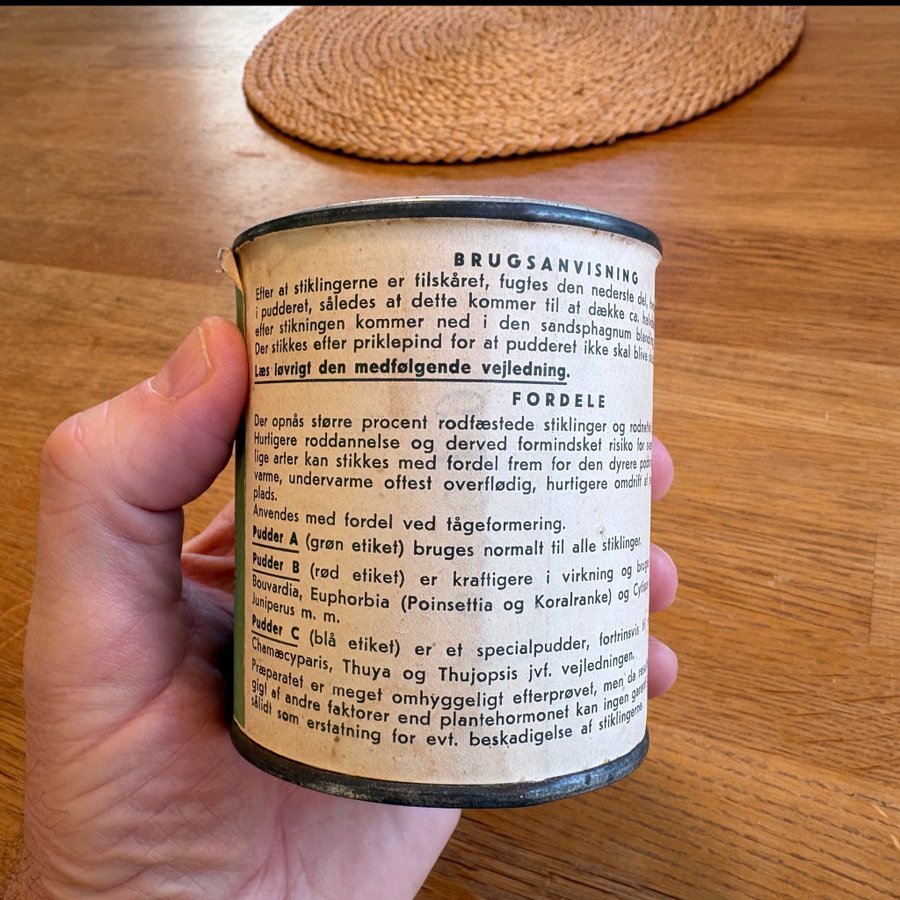 BRUGSANVISNING
Efter at stiklingerne er tilskåret, fugtes den nederste del,
i pudderet, således at dette kommer til at dække ca.
efter stikningen kommer ned i den sandsphagnum
Der stikkes efter priklepind for at pudderet ikke skal blive
Læs iøvrigt den medfølgende vejledning.
FORDELE
Der opnås større procent rodfæstede stiklinger og
Hurtigere roddannelse og derved formindsket risiko for
lige arter kan stikkes med fordel frem for den dyrere
varme, undervarme oftest overflødig, hurtigere omdrift
plads.
Anvendes med fordel ved tågeformering.
Pudder A (grøn etiket) bruges normalt til alle stiklinger.
Pudder B (rød etiket) er kraftigere i virkning og
Bouvardia, Euphorbia (Poinsettia og Koralranke) og
Juniperus m. m.
Pudder C (blå etiket) er et specialpudder, fortrinsvis
Chamæcyparis, Thuya og Thujopsis jvf. vejledningen.
Præparatet er meget omhyggeligt efterprøvet, men da
gigt af andre faktorer end plantehormonet kan ingen
sålidt som erstatning for evt. beskadigelse af stiklingerne.